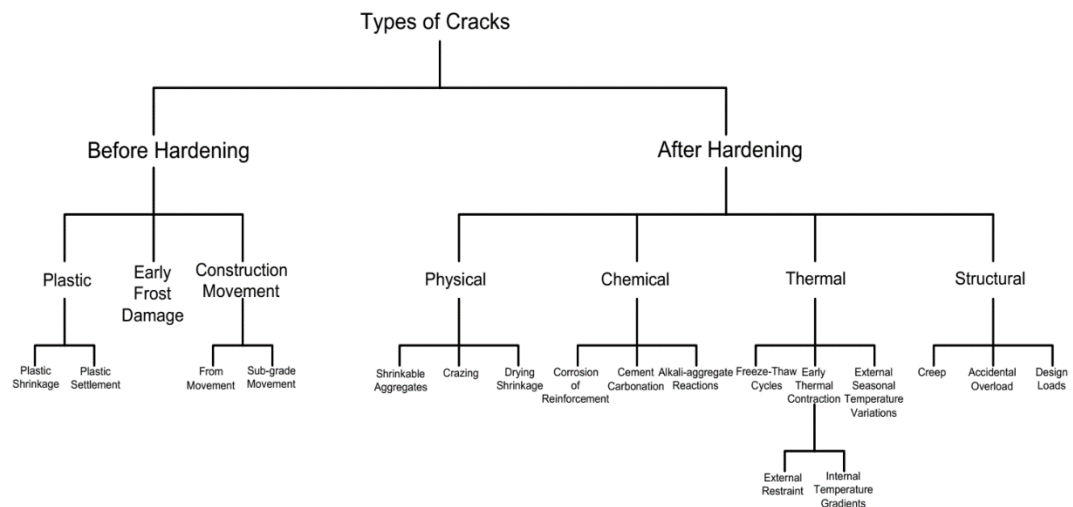 Types of Cracks
Before Hardening
After Hardening
Plastic
Early
Frost
Damage
Construction
Movement
Physical
Chemical
Thermal
Structural
Plastic
Shrinkage
Plastic
Settlement
From
Movement
Sub-grade
Movement
Shrinkable
Aggregates
Crazing
Drying
Shrinkage
Corrosion
of
Reinforcement
Cement
Carbonation
Alkali-aggregate
Reactions
Freeze-Thaw
Cycles
Early
Thermal
Contraction
External
Seasonal
Temperature
Variations
Creep
Accidental
Overload
Design
Loads
External
Restraint
Internal
Temperature
Gradients